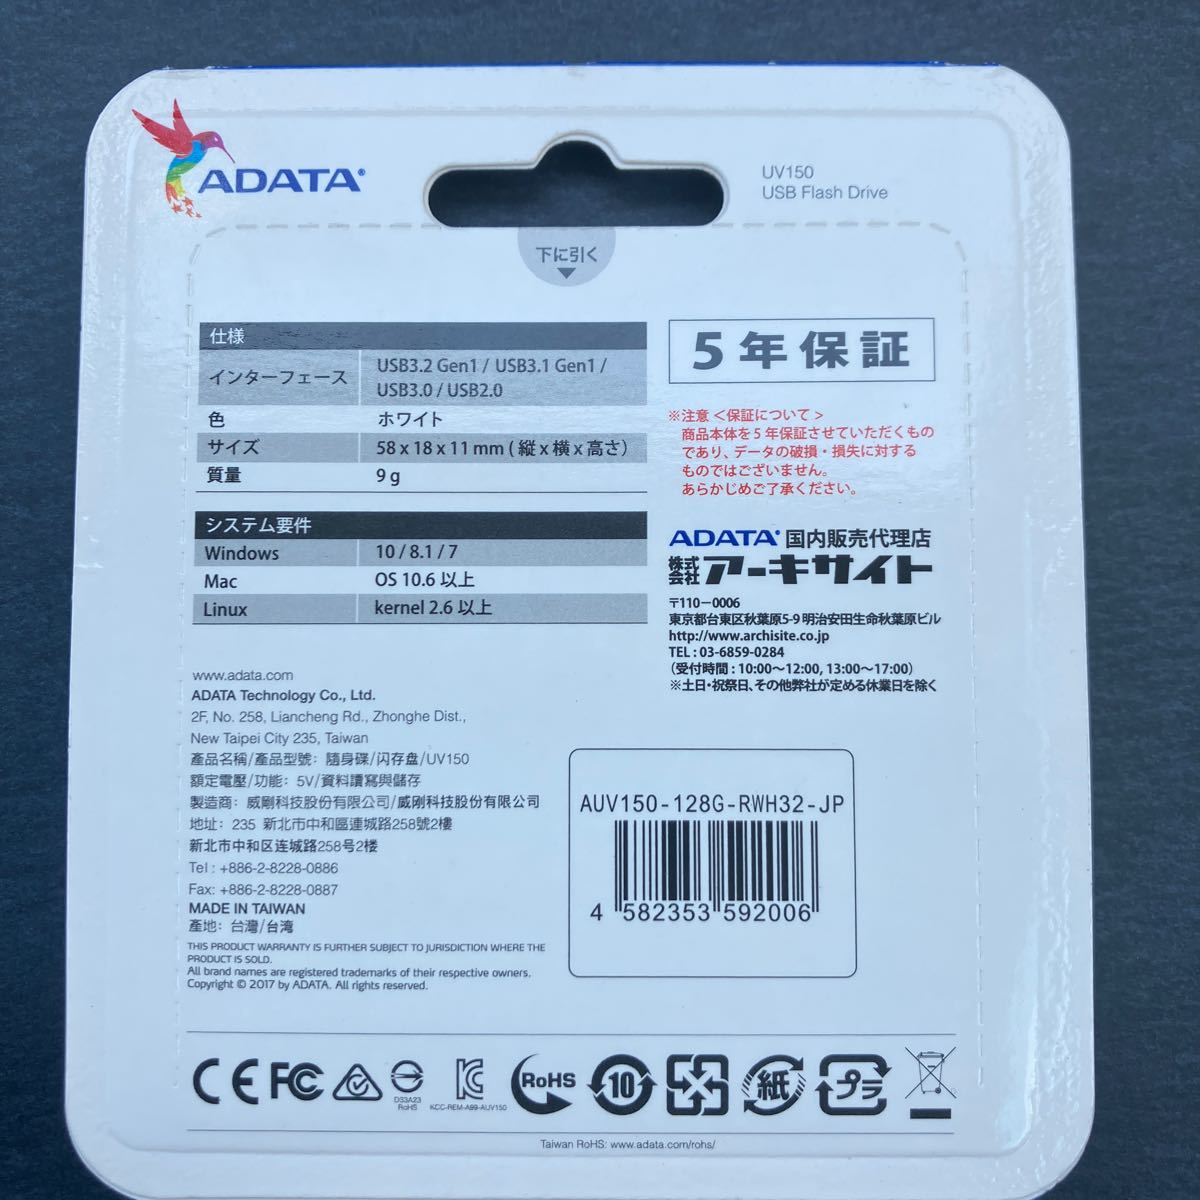 ADATA
UV150
USB Flash Drive
下に引く
仕様
インターフェース
USB3.2 Gen1 / USB3.1 Gen1 /
USB3.0 / USB2.0
色 ホワイト
サイズ 58 x 18 x 11 mm ( 縦 x 横 x 高さ)
質量 9 g
システム要件
Windows 10 / 8.1 / 7
Mac OS 10.6 以上
Linux kernel 2.6 以上
5年保証
※注意 <保証について >
商品本体を5年保証させていただくもの
であり、データの破損・損失に対する
ものではございません。
あらかじめご了承ください。
ADATA 国内販売代理店
株式会社 アーキサイト
〒110−0006
東京都台東区秋葉原5-9 明治安田生命秋葉原ビル
http://www.archisite.co.jp
TEL : 03-6859-0284
(受付時間 : 10:00〜12:00, 13:00〜17:00)
※土日・祝祭日、その他弊社が定める休業日を除く
www.adata.com
ADATA Technology Co., Ltd.
2F, No. 258, Liancheng Rd., Zhonghe Dist.,
New Taipei City 235, Taiwan
產品名稱/產品型號: 隨身碟/闪存盘/UV150
額定電壓/功能: 5V/資料讀寫與儲存
製造商: 威剛科技股份有限公司/威刚科技股份有限公司
地址: 235 新北市中和區連城路258號2樓
新北市中和区连城路258号2楼
Tel : +886-2-8228-0886
Fax: +886-2-8228-0887
MADE IN TAIWAN
產地: 台灣/台湾
THIS PRODUCT WARRANTY IS FURTHER SUBJECT TO JURISDICTION WHERE THE
PRODUCT IS SOLD.
All brand names are registered trademarks of their respective owners.
Copyright © 2017 by ADATA. All rights reserved.
AUV150-128G-RWH32-JP
4 582353 592006
CE
FC
D33A23
RoHS
KCC-REM-A99-AUV150
RoHS
10
紙
プラ
Taiwan RoHS: www.adata.com/rohs/